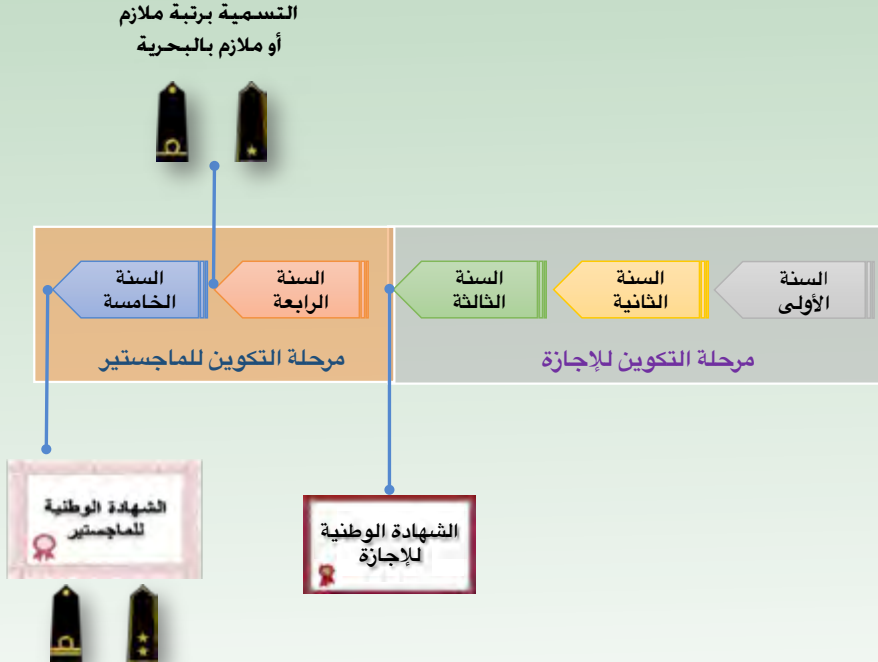 التسمية برتبة ملازم
أو ملازم بالبحرية
السنة
الأولى
السنة
الثانية
السنة
الثالثة
السنة
الرابعة
السنة
الخامسة
مرحلة التكوين للإجازة
مرحلة التكوين للماجستير
الشهادة الوطنية
للإجازة
الشهادة الوطنية
للماجستير